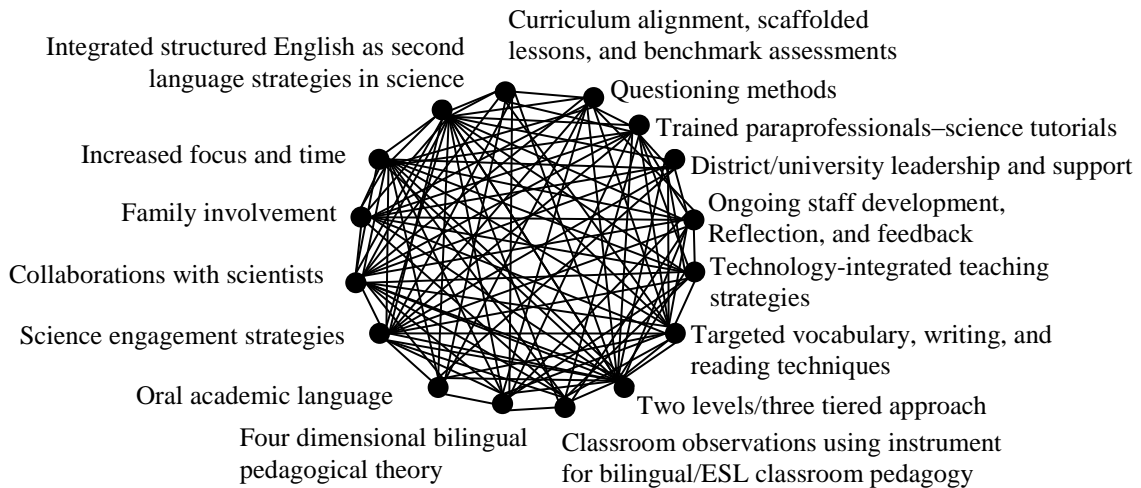 Curriculum alignment, scaffolded
lessons, and benchmark assessments
Integrated structured English as second
language strategies in science
Questioning methods
Trained paraprofessionals–science tutorials
Increased focus and time
District/university leadership and support
Family involvement
Ongoing staff development,
Reflection, and feedback
Collaborations with scientists
Technology-integrated teaching
strategies
Science engagement strategies
Targeted vocabulary, writing, and
reading techniques
Oral academic language
Two levels/three tiered approach
Four dimensional bilingual
pedagogical theory
Classroom observations using instrument
for bilingual/ESL classroom pedagogy